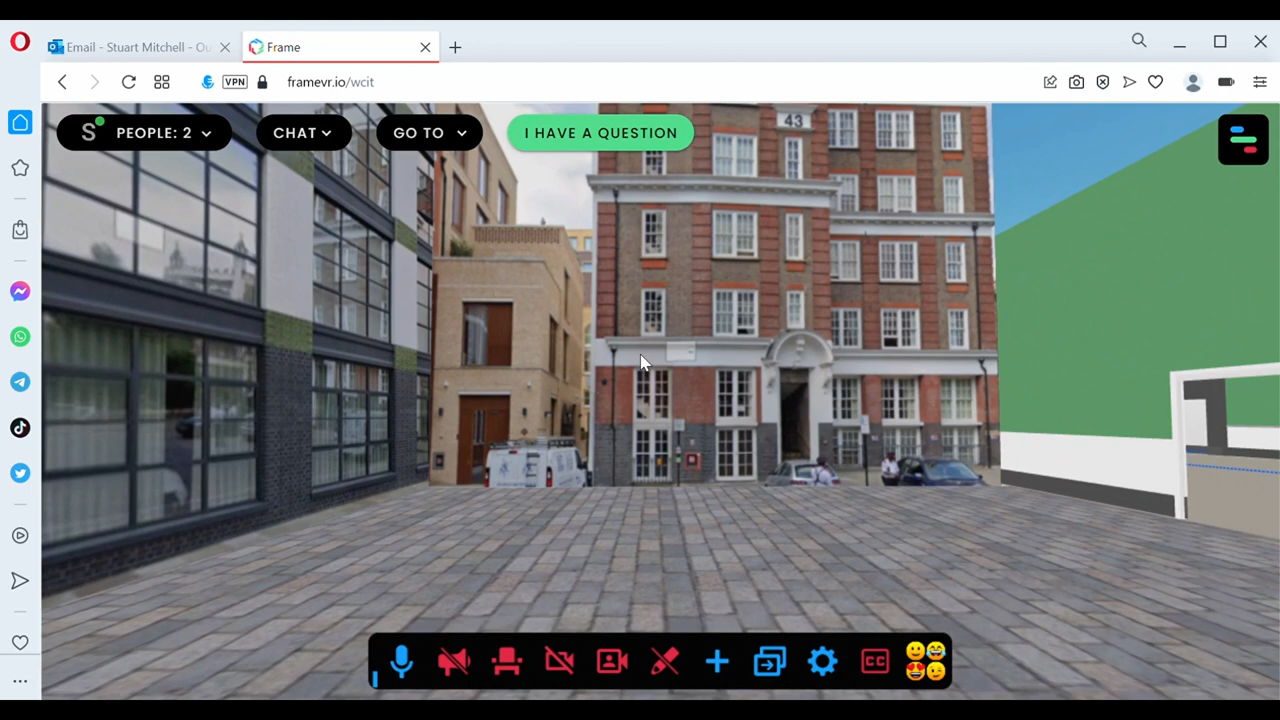 Email - Stuart Mitchell - Ou
Frame
VPN
framevr.io/wcit
S PEOPLE: 2
CHAT
GO TO
I HAVE A QUESTION
43
CC